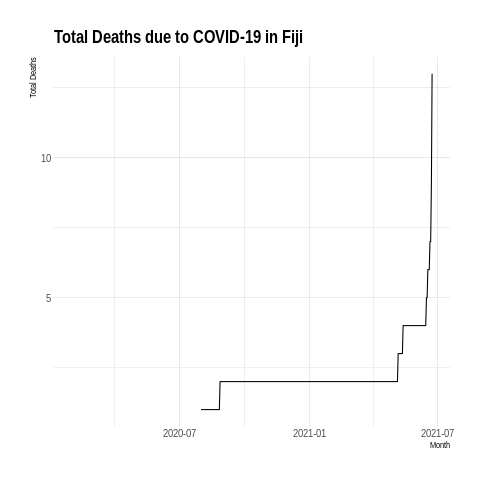 Total Deaths due to COVID-19 in Fiji
Total Deaths
10
5
2020-07
2021-01
2021-07
Month